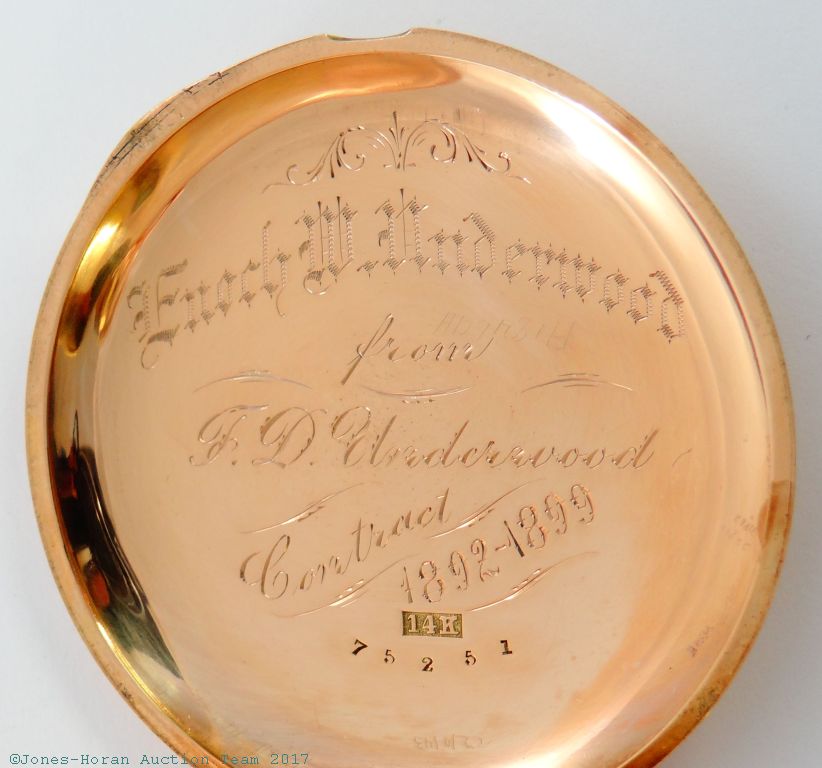 Enoch W. Underwood
from
F. D. Underwood
Contract
1892-1899
14K
75251
©Jones-Horan Auction Team 2017